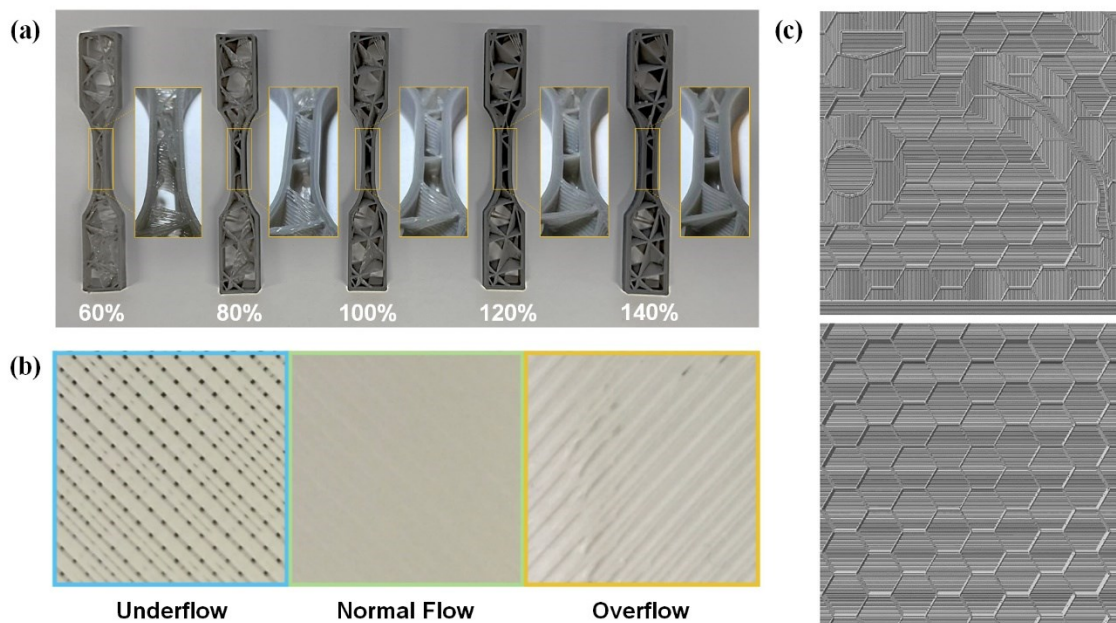 (a)
60%
80%
100%
120%
140%
(b)
Underflow
Normal Flow
Overflow
(c)